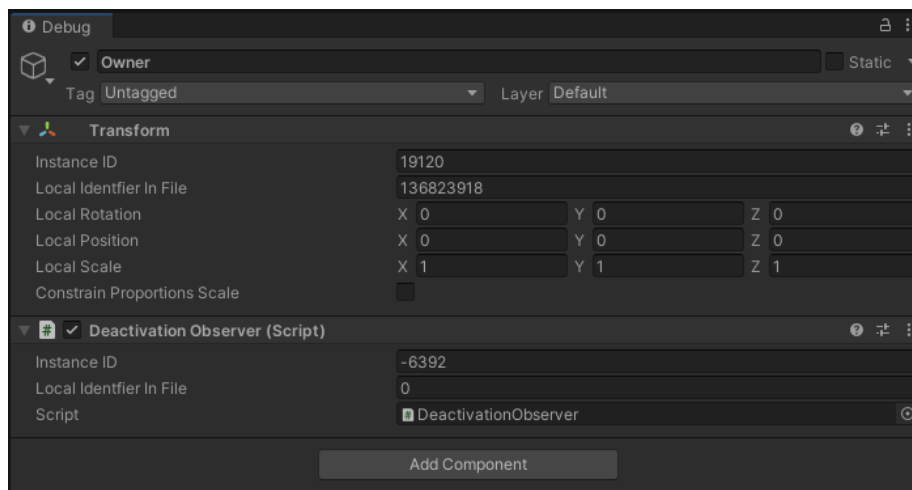 Debug
Owner
Static
Tag Untagged Layer Default
Transform
Instance ID 19120
Local Identfier In File 136823918
Local Rotation X 0 Y 0 Z 0
Local Position X 0 Y 0 Z 0
Local Scale X 1 Y 1 Z 1
Constrain Proportions Scale
# Deactivation Observer (Script)
Instance ID -6392
Local Identfier In File 0
Script # DeactivationObserver
Add Component